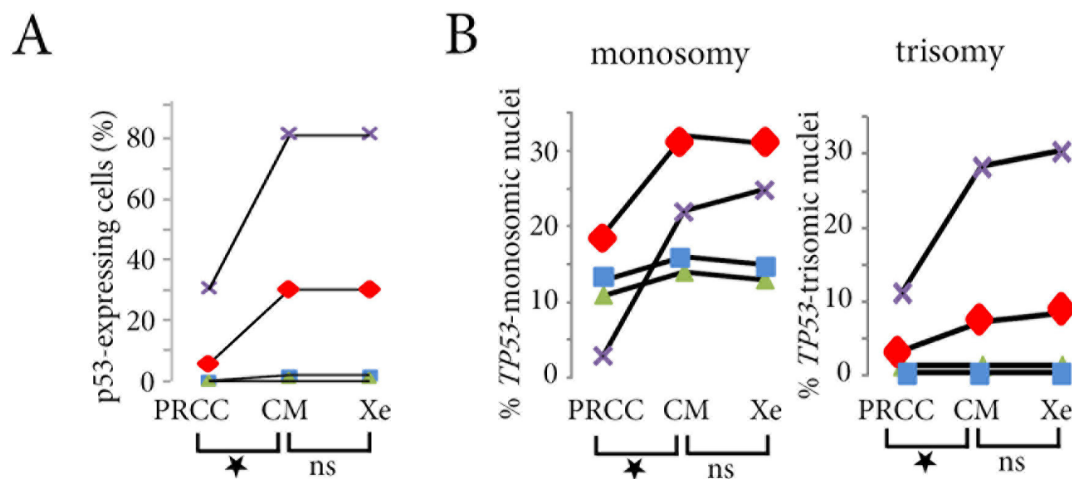 A
B
monosomy
trisomy
p53-expressing cells (%)
80
60
40
20
0
PRCC CM Xe
★ ns
% TP53-monosomic nuclei
30
20
10
0
PRCC CM Xe
★ ns
% TP53-trisomic nuclei
30
20
10
0
PRCC CM Xe
★ ns